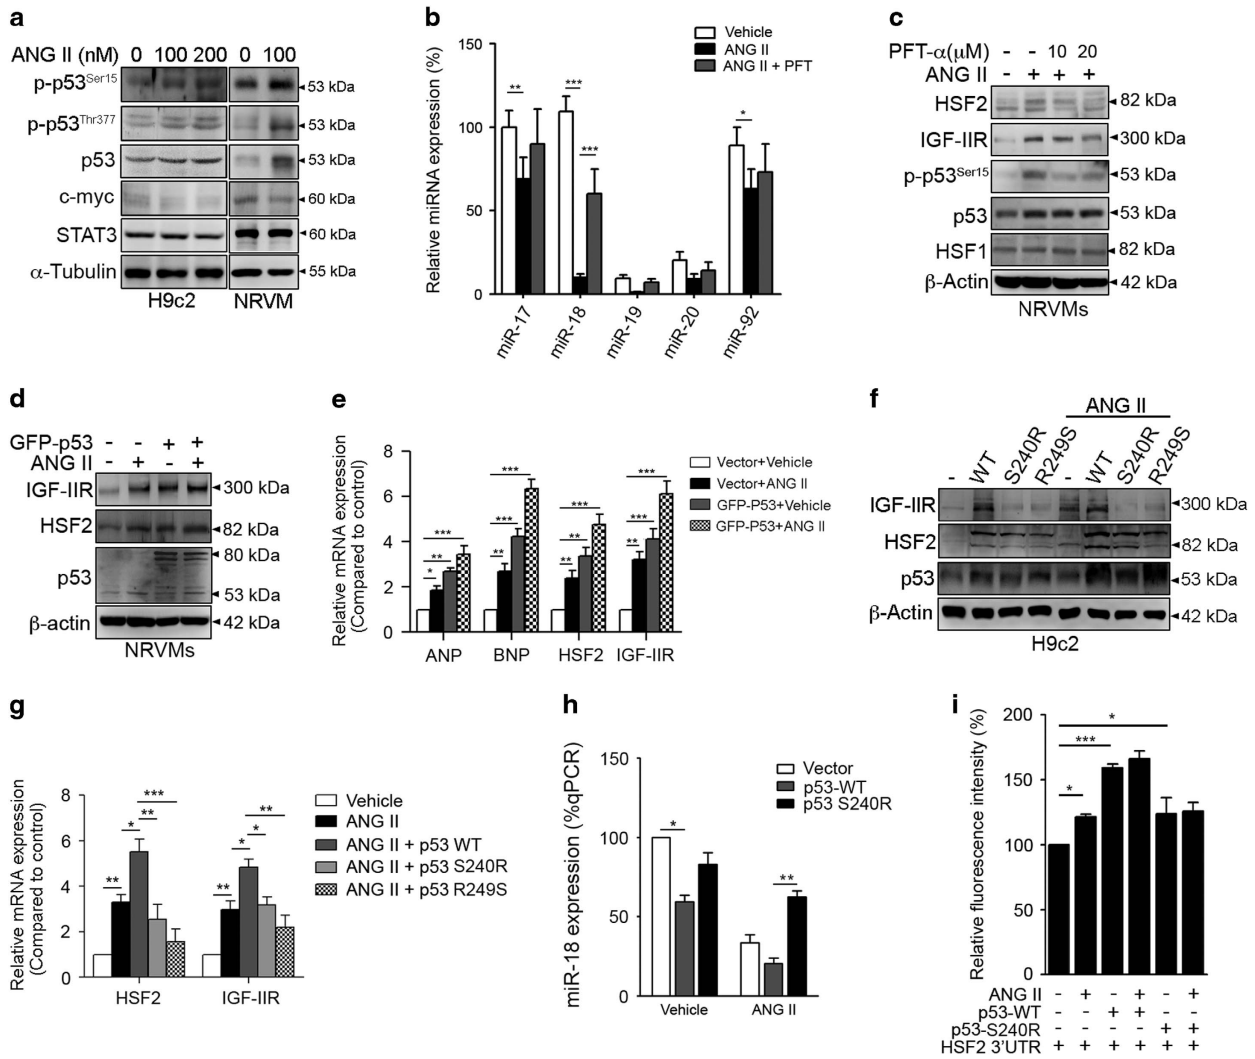 a
ANG II (nM) 0 100 200 0 100
p-p53Ser15 53 kDa
p-p53Thr377 53 kDa
p53 53 kDa
c-myc 60 kDa
STAT3 60 kDa
α-Tubulin 55 kDa
H9c2 NRVM
b
Relative miRNA expression (%)
150
100
50
0
Vehicle
ANG II
ANG II + PFT
** *** *** *
miR-17 miR-18 miR-19 miR-20 miR-92
c
PFT-α(μM) - - 10 20
ANG II - + + +
HSF2 82 kDa
IGF-IIR 300 kDa
p-p53Ser15 53 kDa
p53 53 kDa
HSF1 82 kDa
β-Actin 42 kDa
NRVMs
d
GFP-p53 - - + +
ANG II - + - +
IGF-IIR 300 kDa
HSF2 82 kDa
80 kDa
p53
53 kDa
β-actin 42 kDa
NRVMs
e
Relative mRNA expression
(Compared to control)
8
6
4
2
0
Vector+Vehicle
Vector+ANG II
GFP-P53+Vehicle
GFP-P53+ANG II
* ** *** ** *** *** ** ** *** ** *** ***
ANP BNP HSF2 IGF-IIR
f
ANG II
- WT S240R R249S - WT S240R R249S
IGF-IIR 300 kDa
HSF2 82 kDa
p53 53 kDa
β-Actin 42 kDa
H9c2
g
Relative mRNA expression
(Compared to control)
8
6
4
2
0
Vehicle
ANG II
ANG II + p53 WT
ANG II + p53 S240R
ANG II + p53 R249S
** * ** *** ** * * **
HSF2 IGF-IIR
h
miR-18 expression (%qPCR)
150
100
50
0
Vector
p53-WT
p53 S240R
* **
Vehicle ANG II
i
Relative fluorescence intensity (%)
200
150
100
50
0
* *** *
ANG II - + - + - +
p53-WT - - + + - -
p53-S240R - - - - + +
HSF2 3'UTR + + + + + +